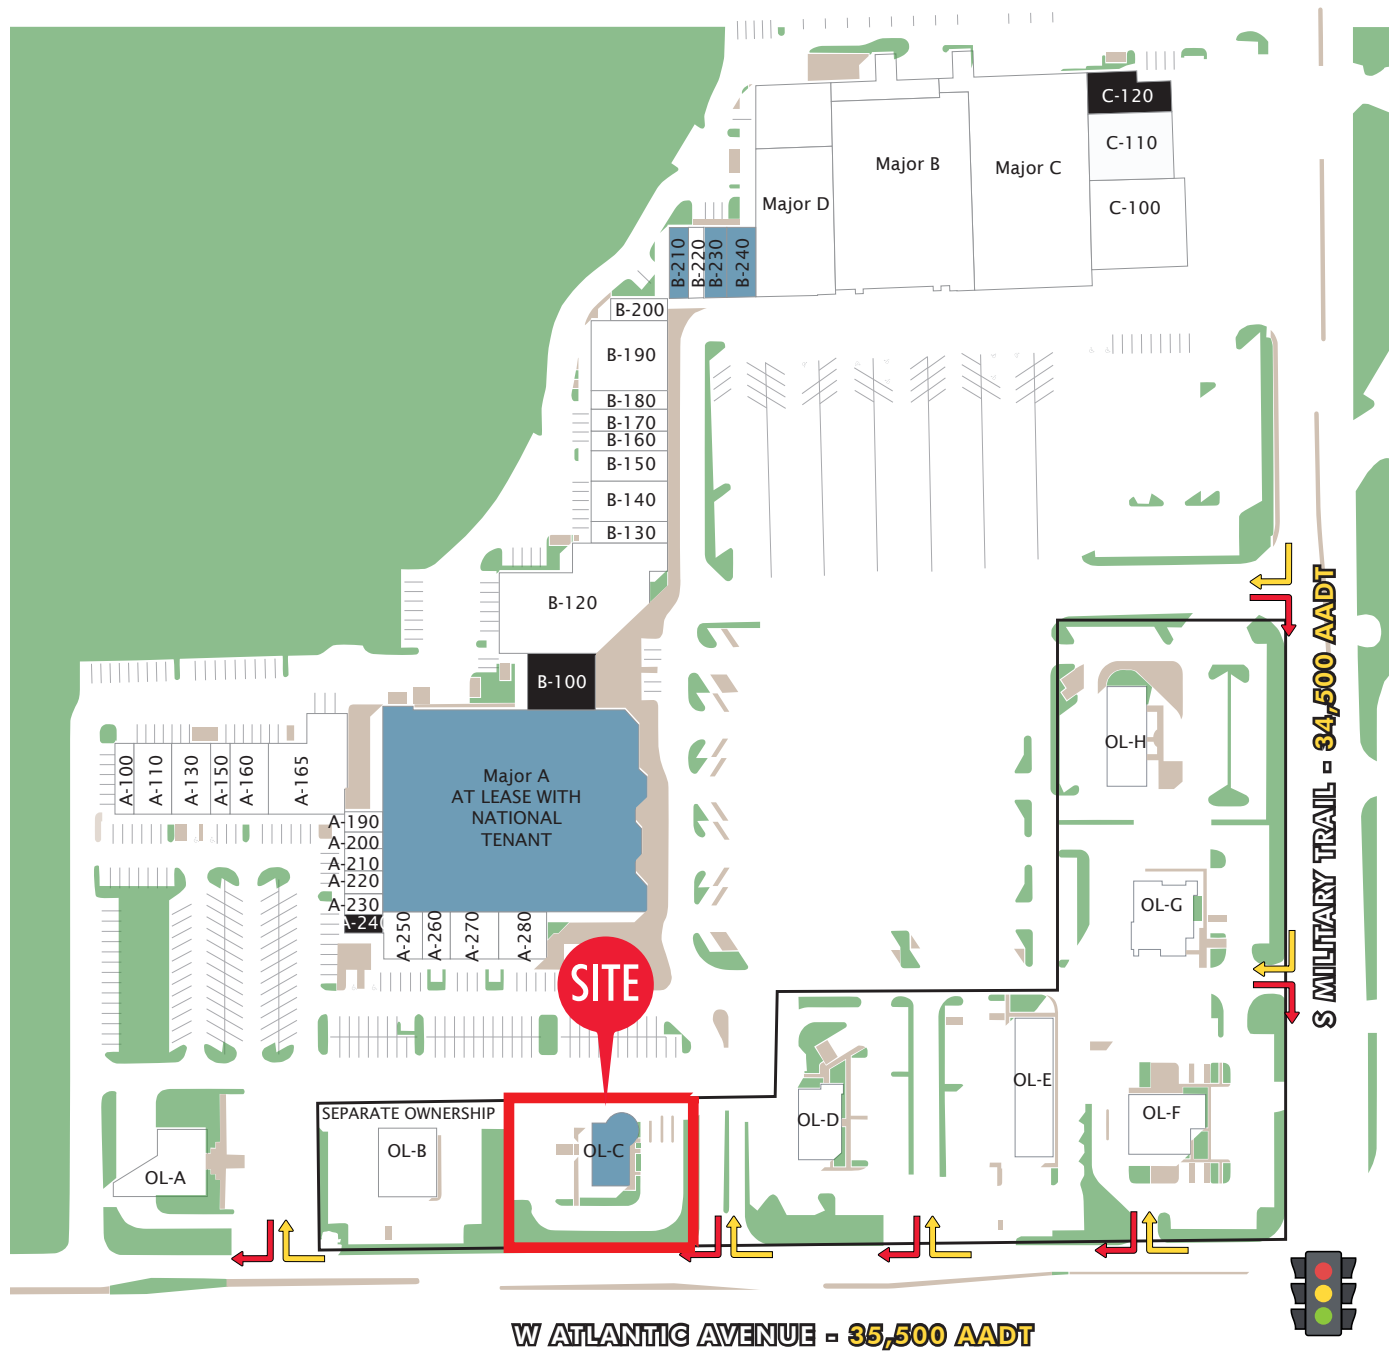 C-120
C-110
C-100
Major B
Major C
Major D
B-210
B-220
B-230
B-240
B-200
B-190
B-180
B-170
B-160
B-150
B-140
B-130
B-120
B-100
A-100
A-110
A-130
A-150
A-160
A-165
Major A
AT LEASE WITH
NATIONAL
TENANT
A-190
A-200
A-210
A-220
A-230
A-240
A-250
A-260
A-270
A-280
SITE
OL-H
OL-G
S MILITARY TRAIL - 34,500 AADT
SEPARATE OWNERSHIP
OL-A
OL-B
OL-C
OL-D
OL-E
OL-F
W ATLANTIC AVENUE - 35,500 AADT